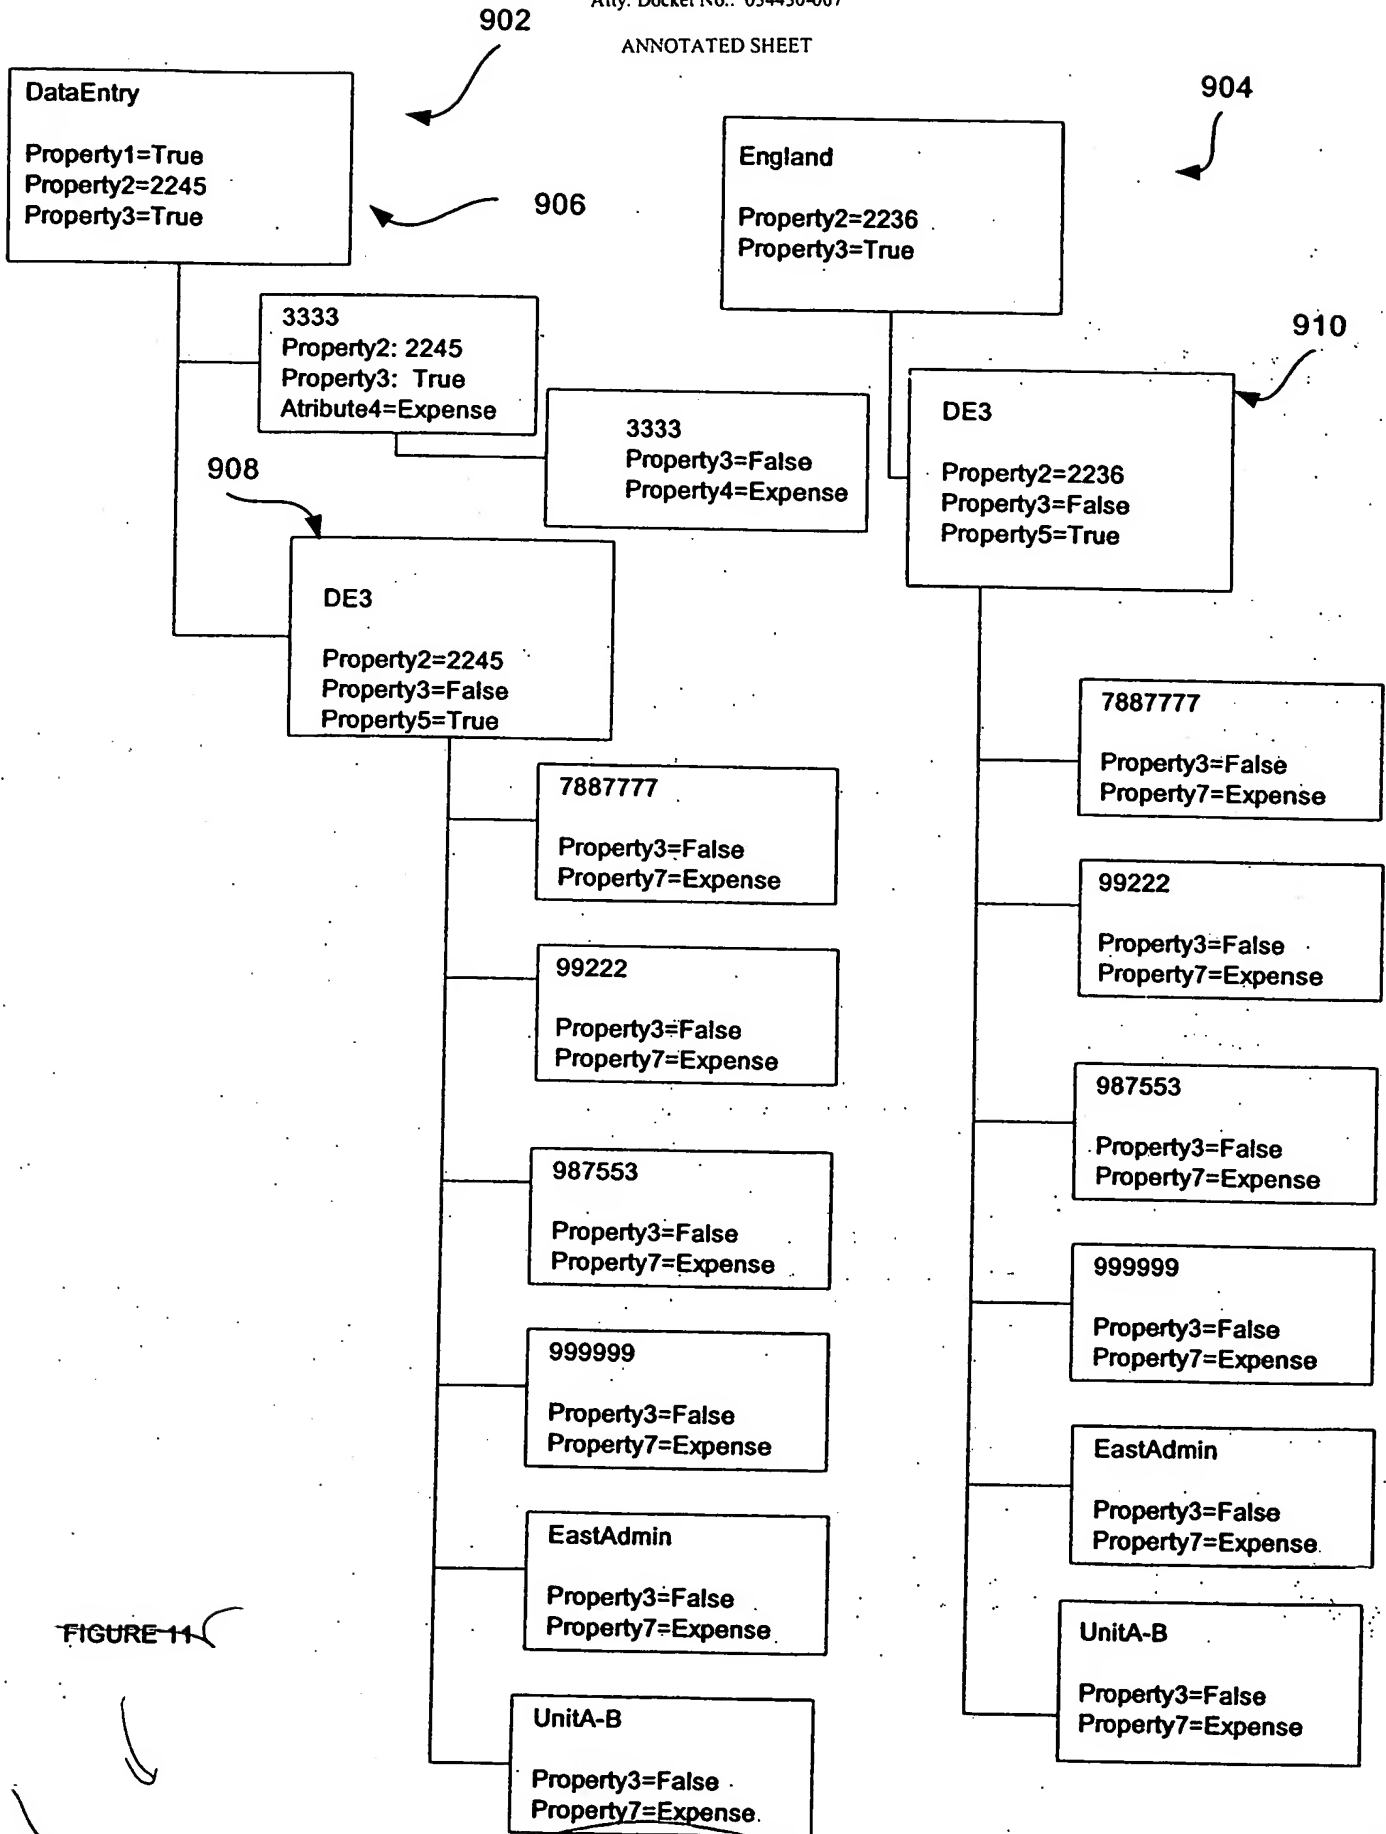 Atty. Docket No.: 034450-007
ANNOTATED SHEET
902
DataEntry
Property1=True
Property2=2245
Property3=True
906
904
England
Property2=2236
Property3=True
3333
Property2: 2245
Property3: True
Atribute4=Expense
3333
Property3=False
Property4=Expense
910
DE3
Property2=2236
Property3=False
Property5=True
908
DE3
Property2=2245
Property3=False
Property5=True
7887777
Property3=False
Property7=Expense
99222
Property3=False
Property7=Expense
987553
Property3=False
Property7=Expense
999999
Property3=False
Property7=Expense
EastAdmin
Property3=False
Property7=Expense
UnitA-B
Property3=False
Property7=Expense
7887777
Property3=False
Property7=Expense
99222
Property3=False
Property7=Expense
987553
Property3=False
Property7=Expense
999999
Property3=False
Property7=Expense
EastAdmin
Property3=False
Property7=Expense
UnitA-B
Property3=False
Property7=Expense
FIGURE 11